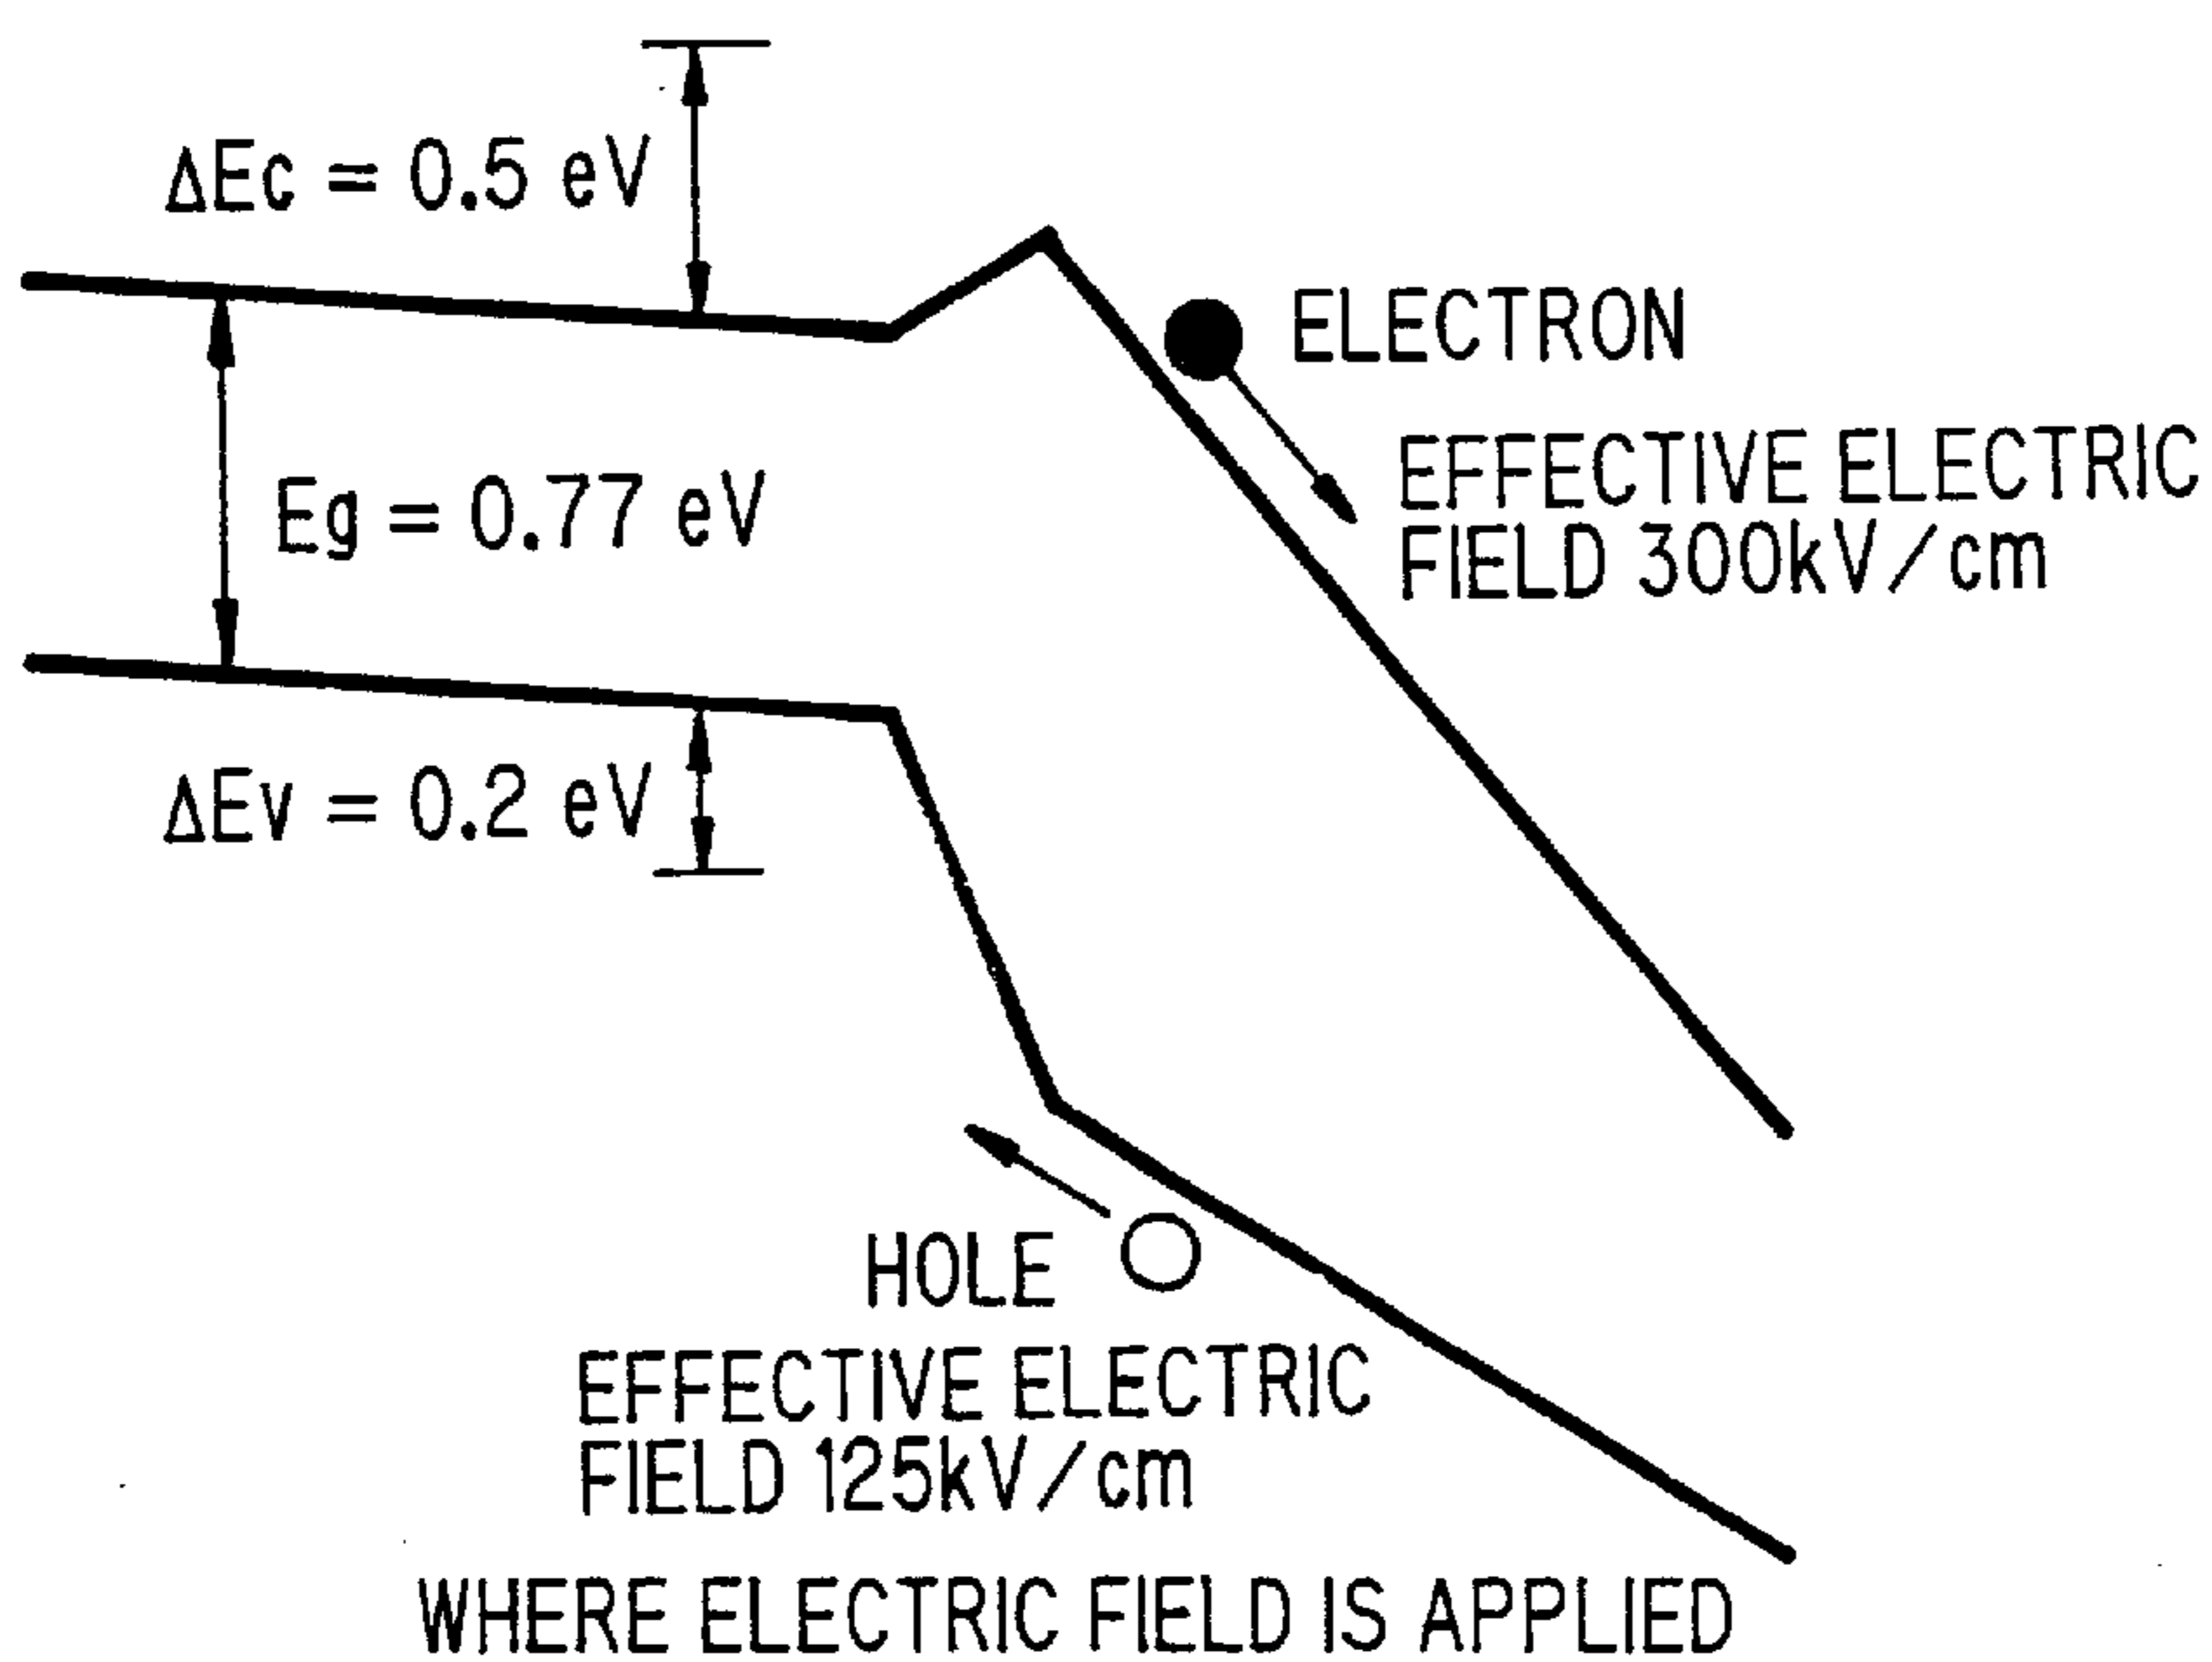 ΔEc = 0.5 eV
ELECTRON
EFFECTIVE ELECTRIC
FIELD 300kV/cm
Eg = 0.77 eV
ΔEv = 0.2 eV
HOLE
EFFECTIVE ELECTRIC
FIELD 125kV/cm
WHERE ELECTRIC FIELD IS APPLIED